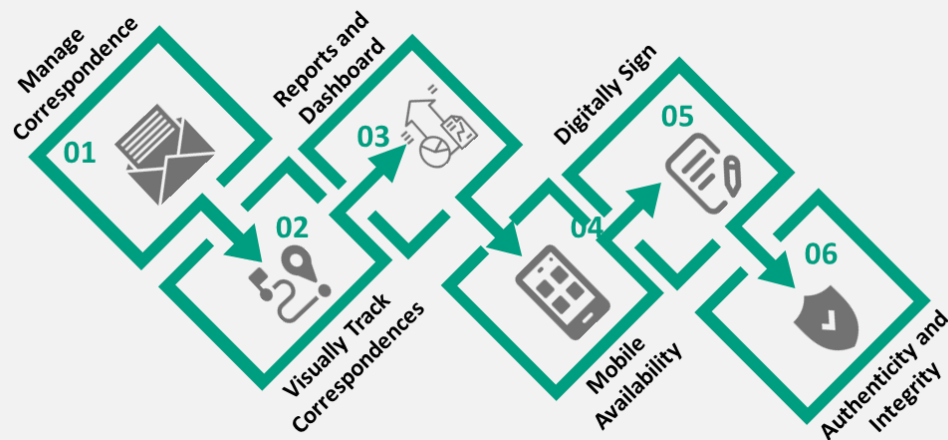 Manage
Correspondence
01
02
Visually Track
Correspondences
Reports and
Dashboard
03
04
Mobile
Availability
Digitally Sign
05
06
Authenticity and
Integrity